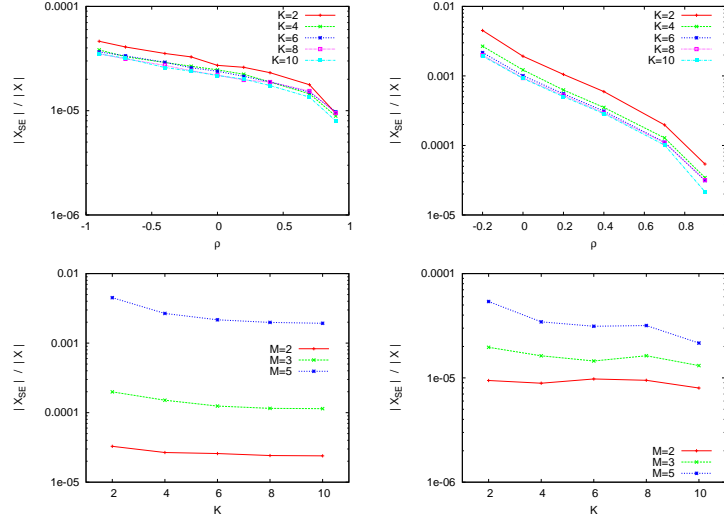 0.0001
1e-05
1e-06
-1
-0.5
0
0.5
1
| X_SE | / | X |
ρ
K=2
K=4
K=6
K=8
K=10
0.01
0.001
0.0001
1e-05
-0.2
0
0.2
0.4
0.6
0.8
| X_SE | / | X |
ρ
K=2
K=4
K=6
K=8
K=10
0.01
0.001
0.0001
1e-05
2
4
6
8
10
| X_SE | / | X |
K
M=2
M=3
M=5
0.0001
1e-05
1e-06
2
4
6
8
10
| X_SE | / | X |
K
M=2
M=3
M=5